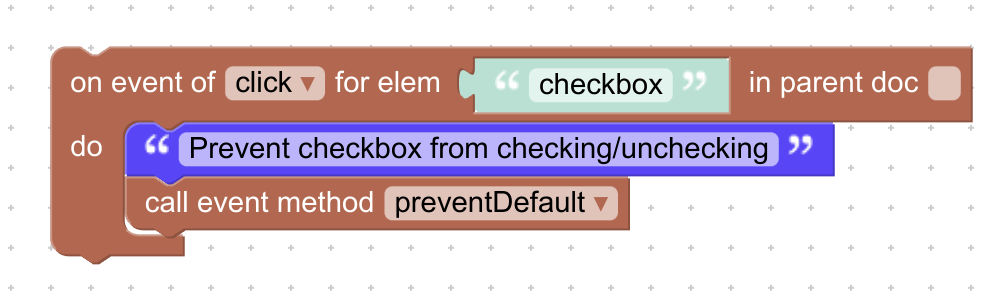 on event of click ▾ for elem “ checkbox ” in parent doc
do “ Prevent checkbox from checking/unchecking ”
call event method preventDefault ▾